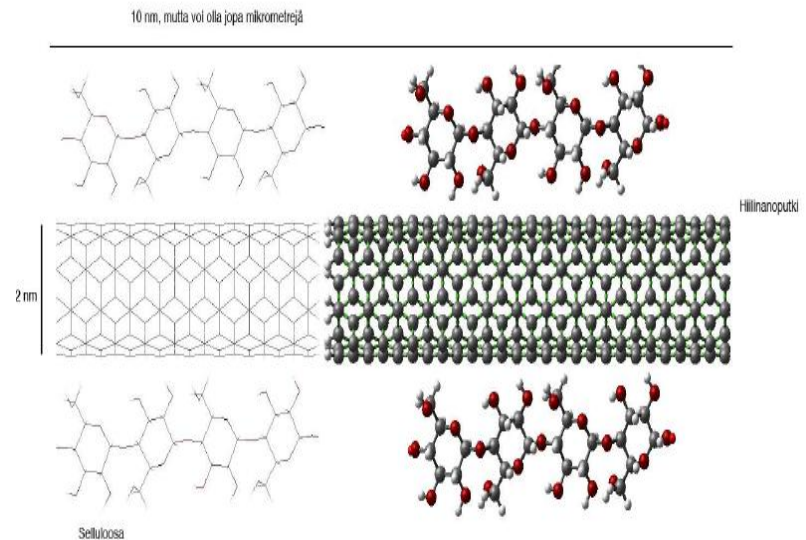 10 nm, mutta voi olla jopa mikrometrejä
Hiilinanoputki
2 nm
Selluloosa